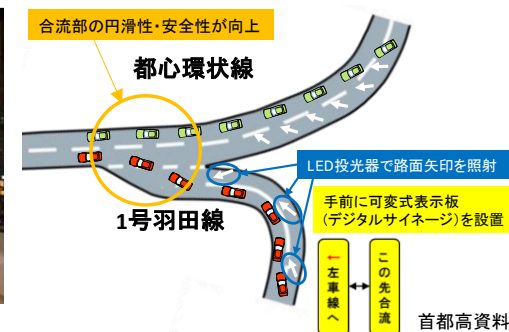 合流部の円滑性・安全性が向上
都心環状線
LED投光器で路面矢印を照射
1号羽田線
手前に可変式表示板
(デジタルサイネージ)を設置
←左車線へ
この先合流
首都高資料